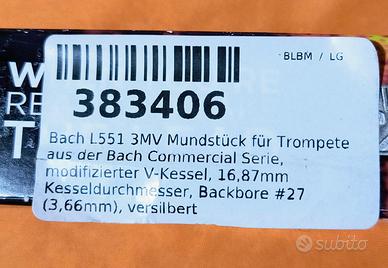 BLBM / LG
383406
Bach L551 3MV Mundstück für Trompete
aus der Bach Commercial Serie,
modifizierter V-Kessel, 16,87mm
Kesseldurchmesser, Backbore #27
(3,66mm), versilbert
subito